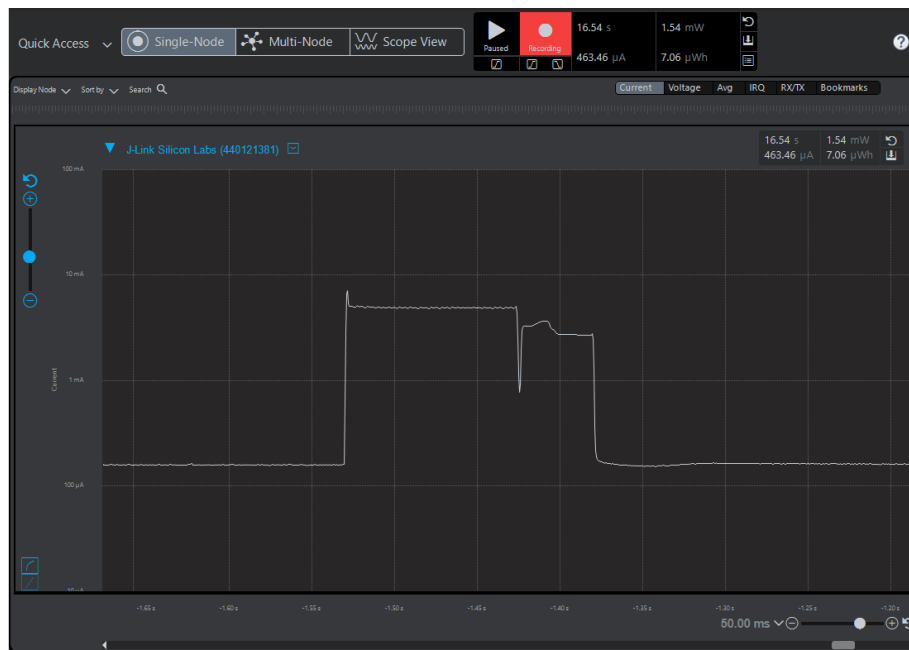 Quick Access Single-Node Multi-Node Scope View
Paused Recording 16.54 s 1.54 mW
463.46 µA 7.06 µWh
Display Node Sort by Search Current Voltage Avg IRQ RX/TX Bookmarks
J-Link Silicon Labs (440121381) 16.54 s 1.54 mW
463.46 µA 7.06 µWh
100 mA
10 mA
Current
1 mA
100 µA
10 µA
-1.65 s -1.60 s -1.55 s -1.50 s -1.45 s -1.40 s -1.35 s -1.30 s -1.25 s -1.20 s
50.00 ms